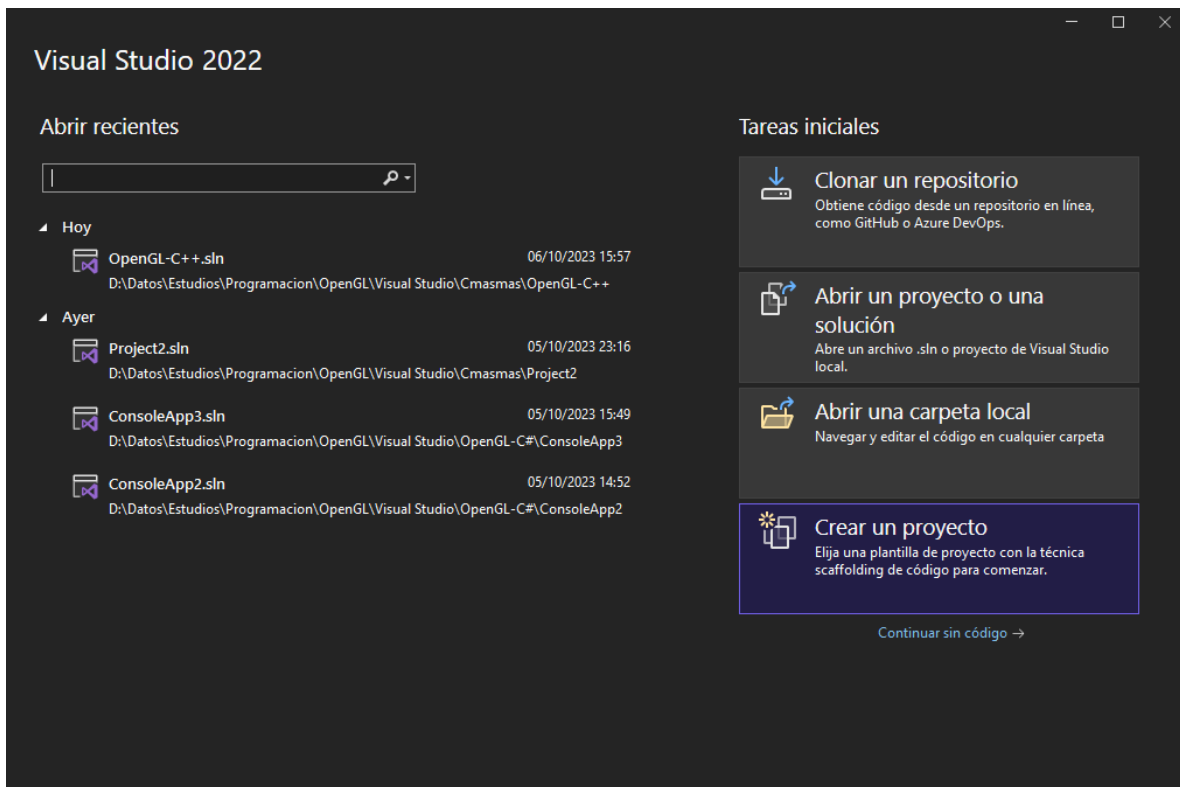 Visual Studio 2022
Abrir recientes
Hoy
OpenGL-C++.sln 06/10/2023 15:57
D:\Datos\Estudios\Programacion\OpenGL\Visual Studio\Cmasmas\OpenGL-C++
Ayer
Project2.sln 05/10/2023 23:16
D:\Datos\Estudios\Programacion\OpenGL\Visual Studio\Cmasmas\Project2
ConsoleApp3.sln 05/10/2023 15:49
D:\Datos\Estudios\Programacion\OpenGL\Visual Studio\OpenGL-C#\ConsoleApp3
ConsoleApp2.sln 05/10/2023 14:52
D:\Datos\Estudios\Programacion\OpenGL\Visual Studio\OpenGL-C#\ConsoleApp2
Tareas iniciales
Clonar un repositorio
Obtiene código desde un repositorio en línea,
como GitHub o Azure DevOps.
Abrir un proyecto o una
solución
Abre un archivo .sln o proyecto de Visual Studio
local.
Abrir una carpeta local
Navegar y editar el código en cualquier carpeta
Crear un proyecto
Elija una plantilla de proyecto con la técnica
scaffolding de código para comenzar.
Continuar sin código →